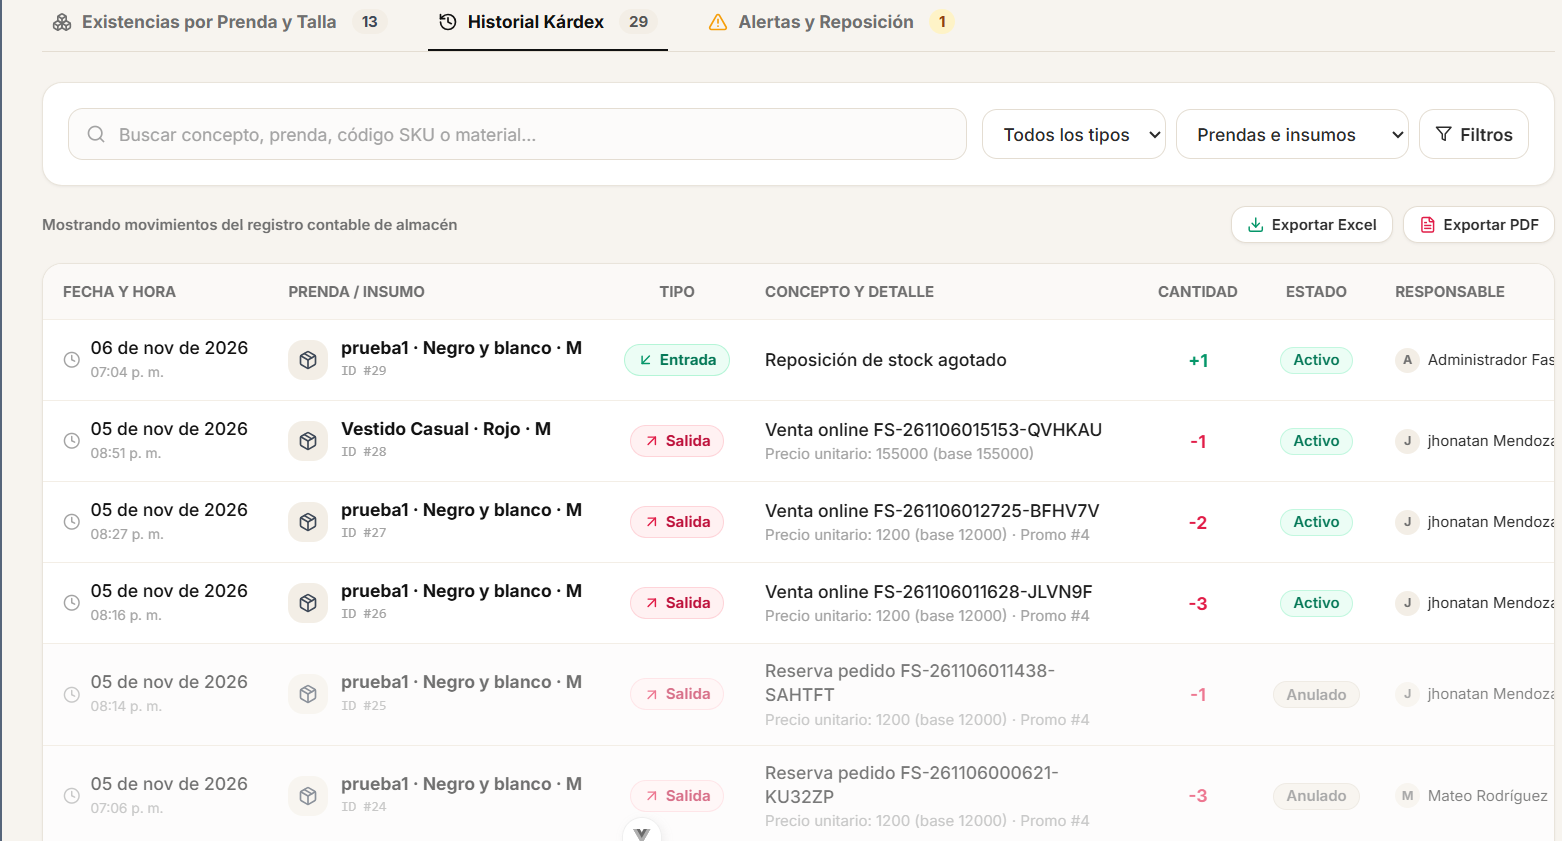 Existencias por Prenda y Talla 13 Historial Kárdex 29 Alertas y Reposición 1
Buscar concepto, prenda, código SKU o material... Todos los tipos Prendas e insumos Filtros
Mostrando movimientos del registro contable de almacén Exportar Excel Exportar PDF
FECHA Y HORA PRENDA / INSUMO TIPO CONCEPTO Y DETALLE CANTIDAD ESTADO RESPONSABLE
06 de nov de 2026 prueba1 · Negro y blanco · M Entrada Reposición de stock agotado +1 Activo A Administrador Fas
07:04 p. m. ID #29
05 de nov de 2026 Vestido Casual · Rojo · M Salida Venta online FS-261106015153-QVHKAU -1 Activo J jhonatan Mendoza
08:51 p. m. ID #28 Precio unitario: 155000 (base 155000)
05 de nov de 2026 prueba1 · Negro y blanco · M Salida Venta online FS-261106012725-BFHV7V -2 Activo J jhonatan Mendoza
08:27 p. m. ID #27 Precio unitario: 1200 (base 12000) · Promo #4
05 de nov de 2026 prueba1 · Negro y blanco · M Salida Venta online FS-261106011628-JLVN9F -3 Activo J jhonatan Mendoza
08:16 p. m. ID #26 Precio unitario: 1200 (base 12000) · Promo #4
05 de nov de 2026 prueba1 · Negro y blanco · M Salida Reserva pedido FS-261106011438- -1 Anulado J jhonatan Mendoza
SAHTFT
08:14 p. m. ID #25 Precio unitario: 1200 (base 12000) · Promo #4
05 de nov de 2026 prueba1 · Negro y blanco · M Salida Reserva pedido FS-261106000621- -3 Anulado M Mateo Rodríguez
KU32ZP
07:06 p. m. ID #24 Precio unitario: 1200 (base 12000) · Promo #4